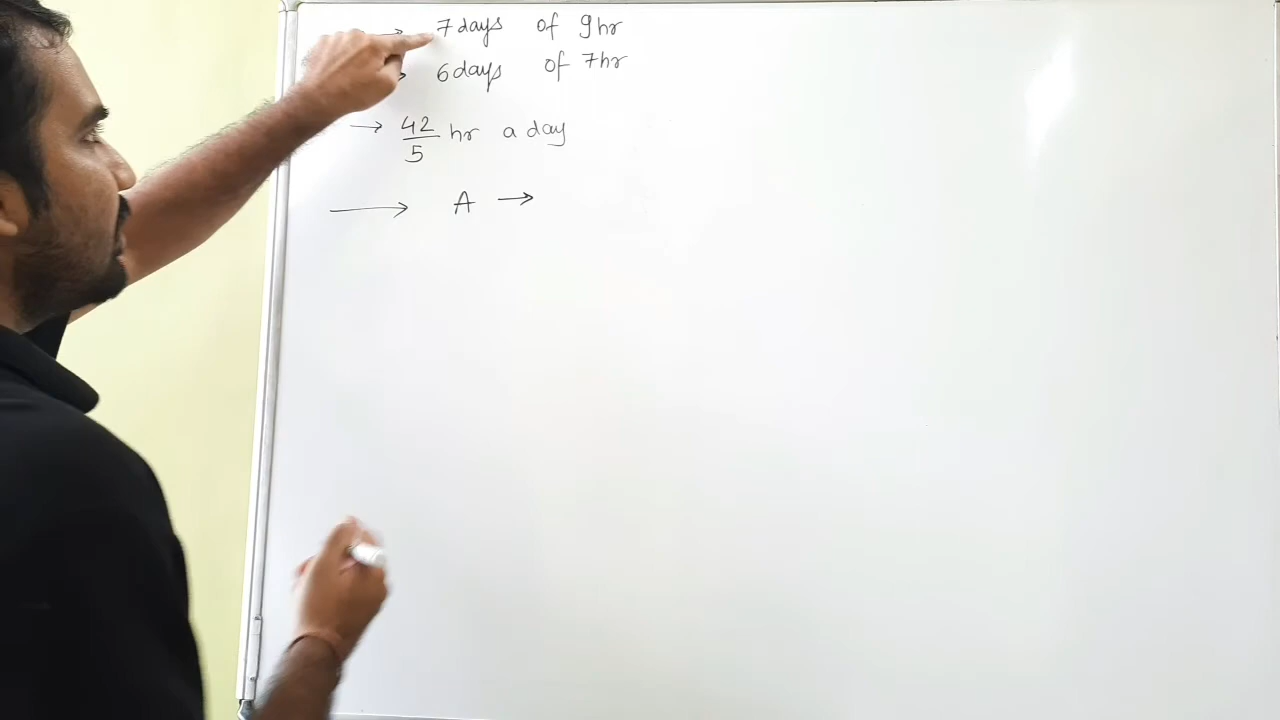 → 7 days of 9 hr
6 days of 7 hr
→ 42/5 hr a day
→ A →